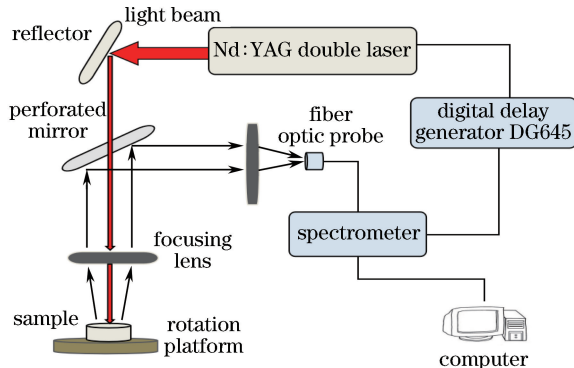 light beam
reflector
Nd:YAG double laser
perforated
mirror
fiber
optic probe
digital delay
generator DG645
spectrometer
focusing
lens
sample
rotation
platform
computer